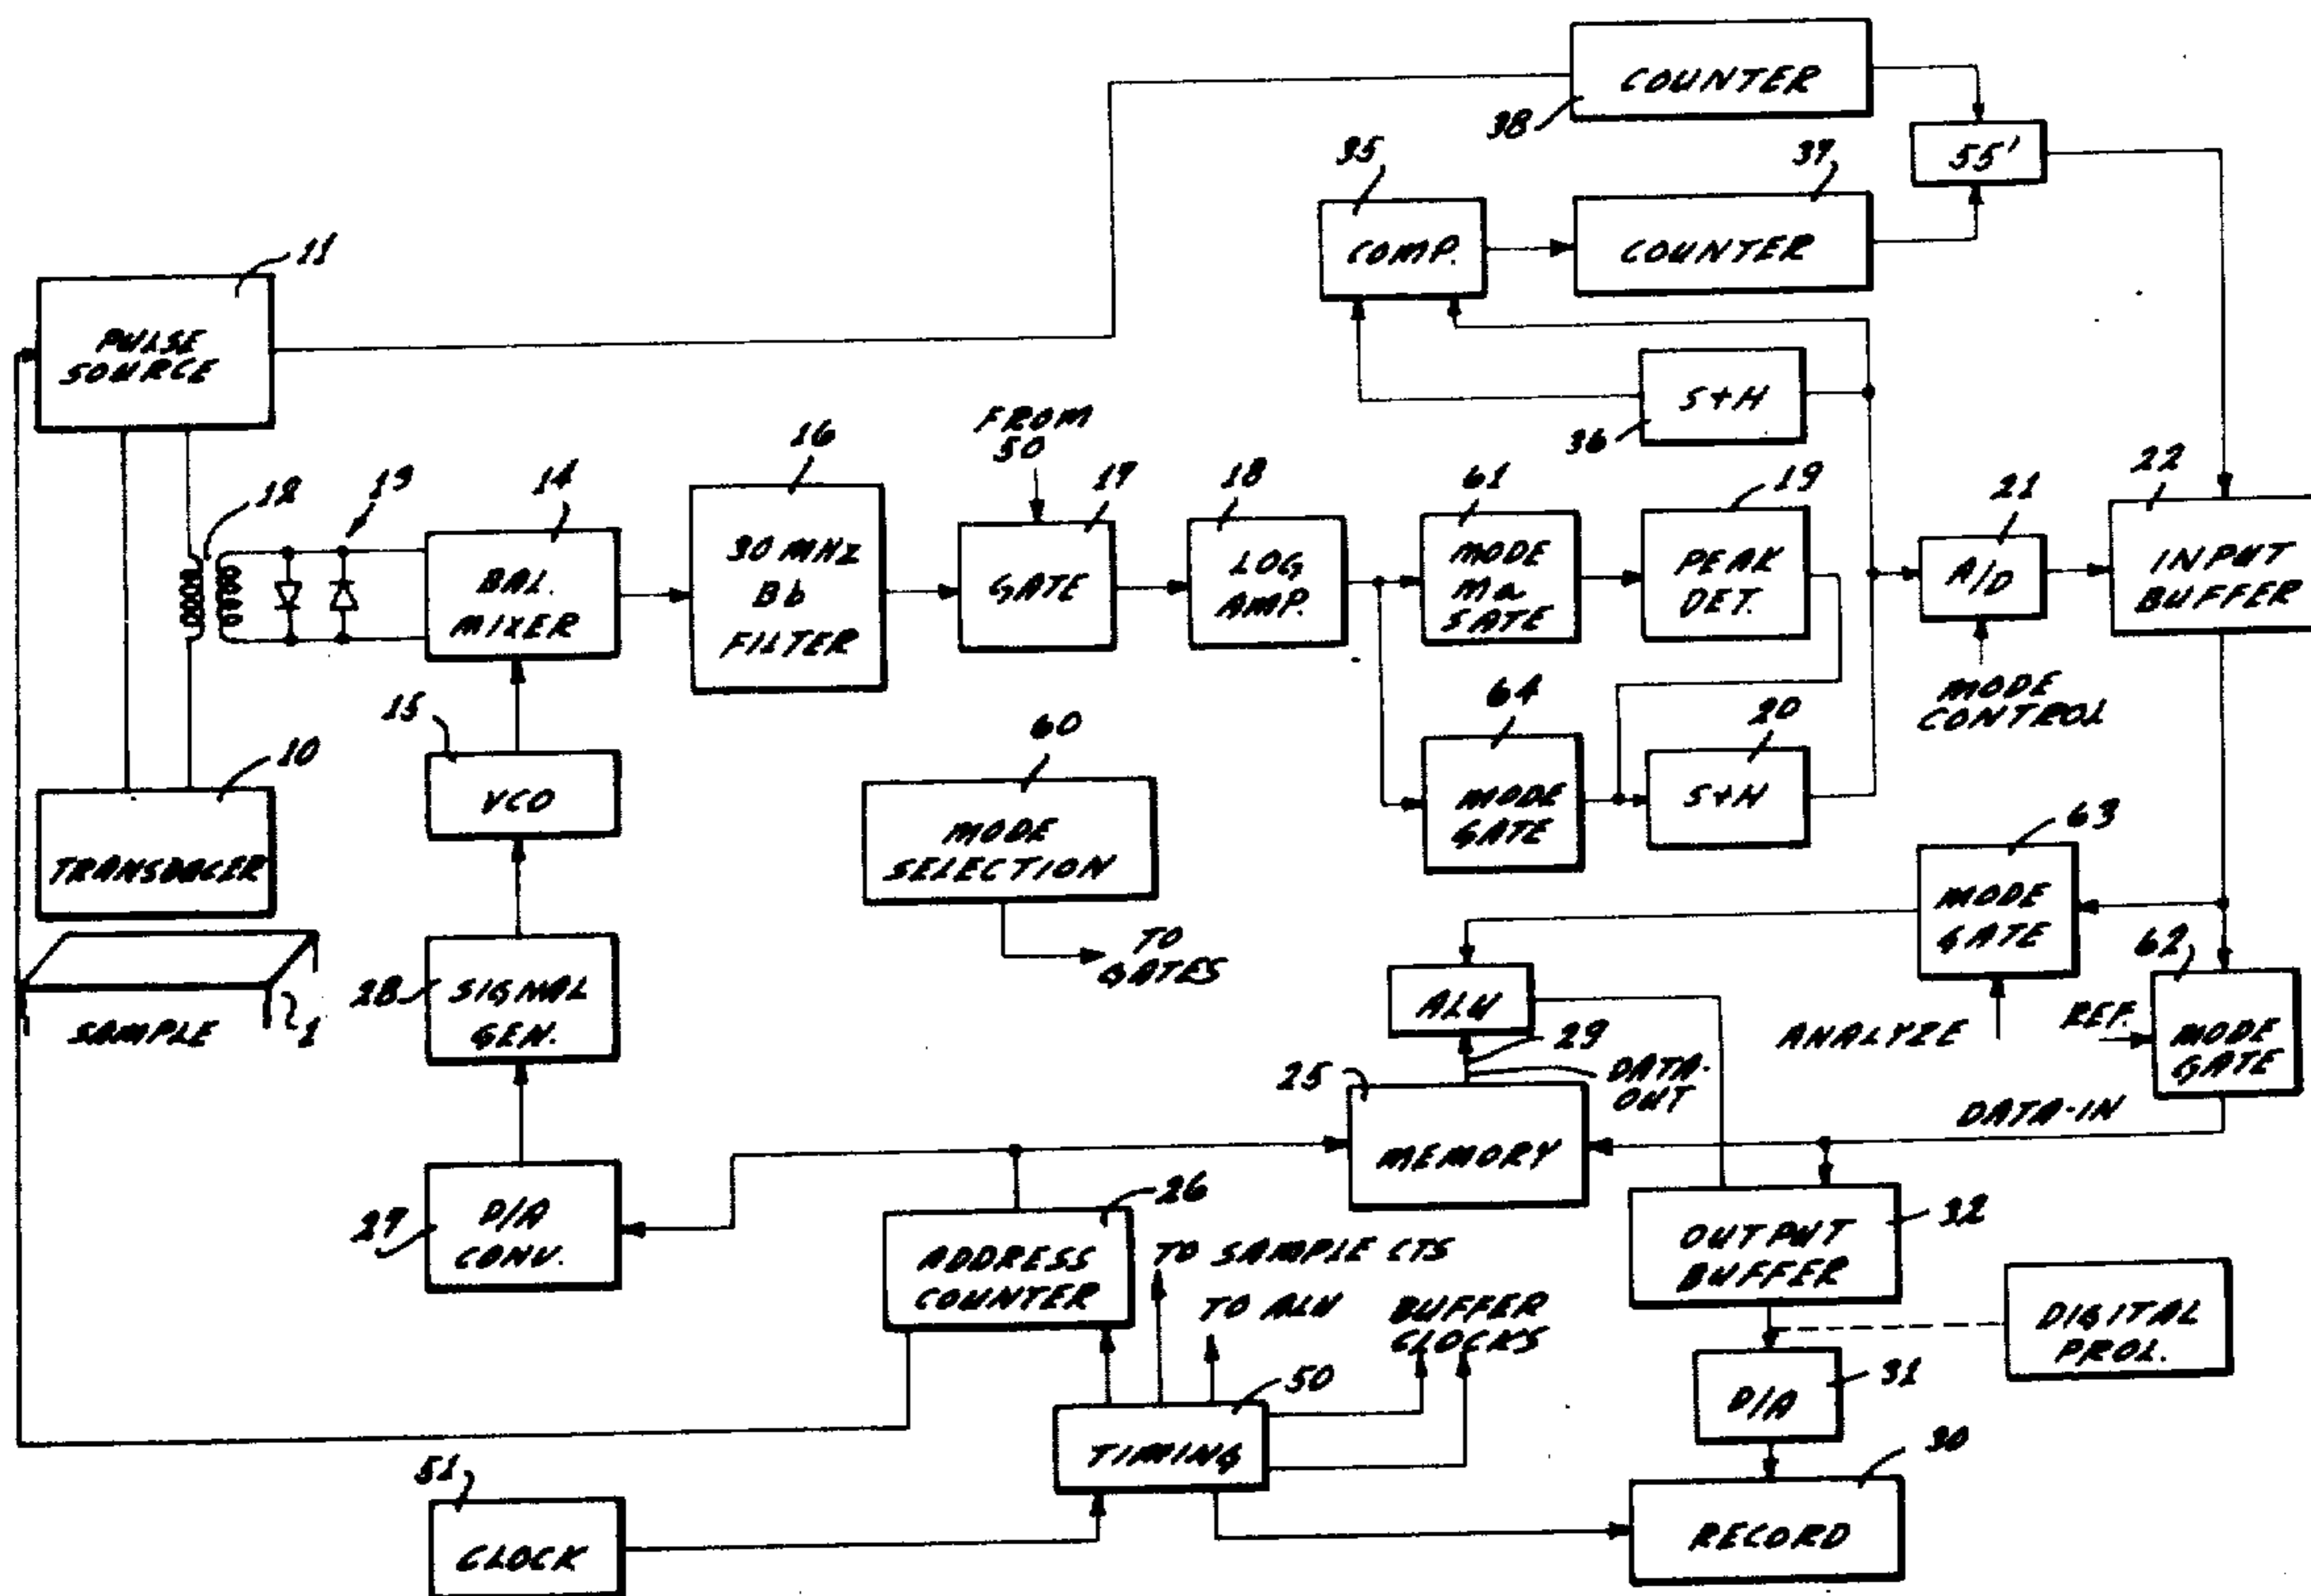 COUNTER
38
55'
35
37
COMP.
COUNTER
11
PULSE
SOURCE
S+H
36
FROM
50
12
13
14
16
17
18
61
19
21
22
BAL.
MIXER
30 MHZ
Bb
FILTER
GATE
LOG
AMP.
MODE
Ma
GATE
PEAK
DET.
A/D
INPUT
BUFFER
MODE
CONTROL
15
VCO
10
TRANSDUCER
60
MODE
SELECTION
TO
GATES
64
MODE
GATE
20
S+H
63
MODE
GATE
62
ANALYZE
REF.
MODE
GATE
SAMPLE
1
28
SIGNAL
GEN.
ALU
29
DATA-
OUT
25
MEMORY
DATA-IN
27
D/A
CONV.
26
ADDRESS
COUNTER
TO SAMPLE CTS
TO ALU
BUFFER
CLOCKS
32
OUTPUT
BUFFER
DIGITAL
PROL.
50
TIMING
31
D/A
51
CLOCK
30
RECORD